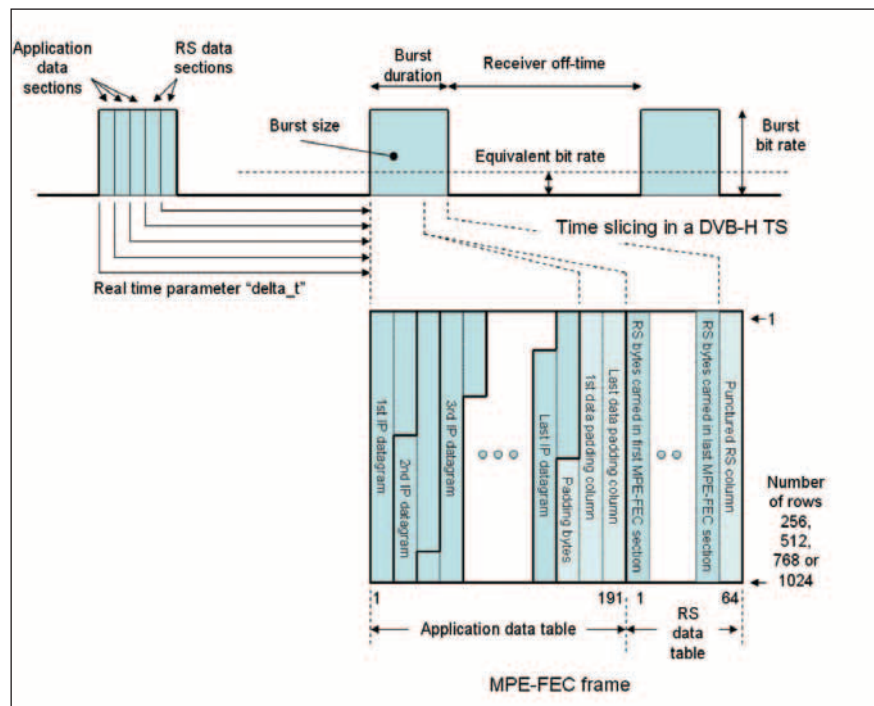 Application
data
sections
RS data
sections
Burst
duration
Receiver off-time
Burst size
Equivalent bit rate
Burst
bit rate
Time slicing in a DVB-H TS
Real time parameter “delta_t”
1st IP datagram
2nd IP datagram
3rd IP datagram
Last IP datagram
Padding bytes
1st data padding column
Last data padding column
RS bytes carried in first MPE-FEC section
RS bytes carried in last MPE-FEC section
Punctured RS column
1
Number
of rows
256,
512,
768 or
1024
1
191
1
64
Application data table
RS
data
table
MPE-FEC frame